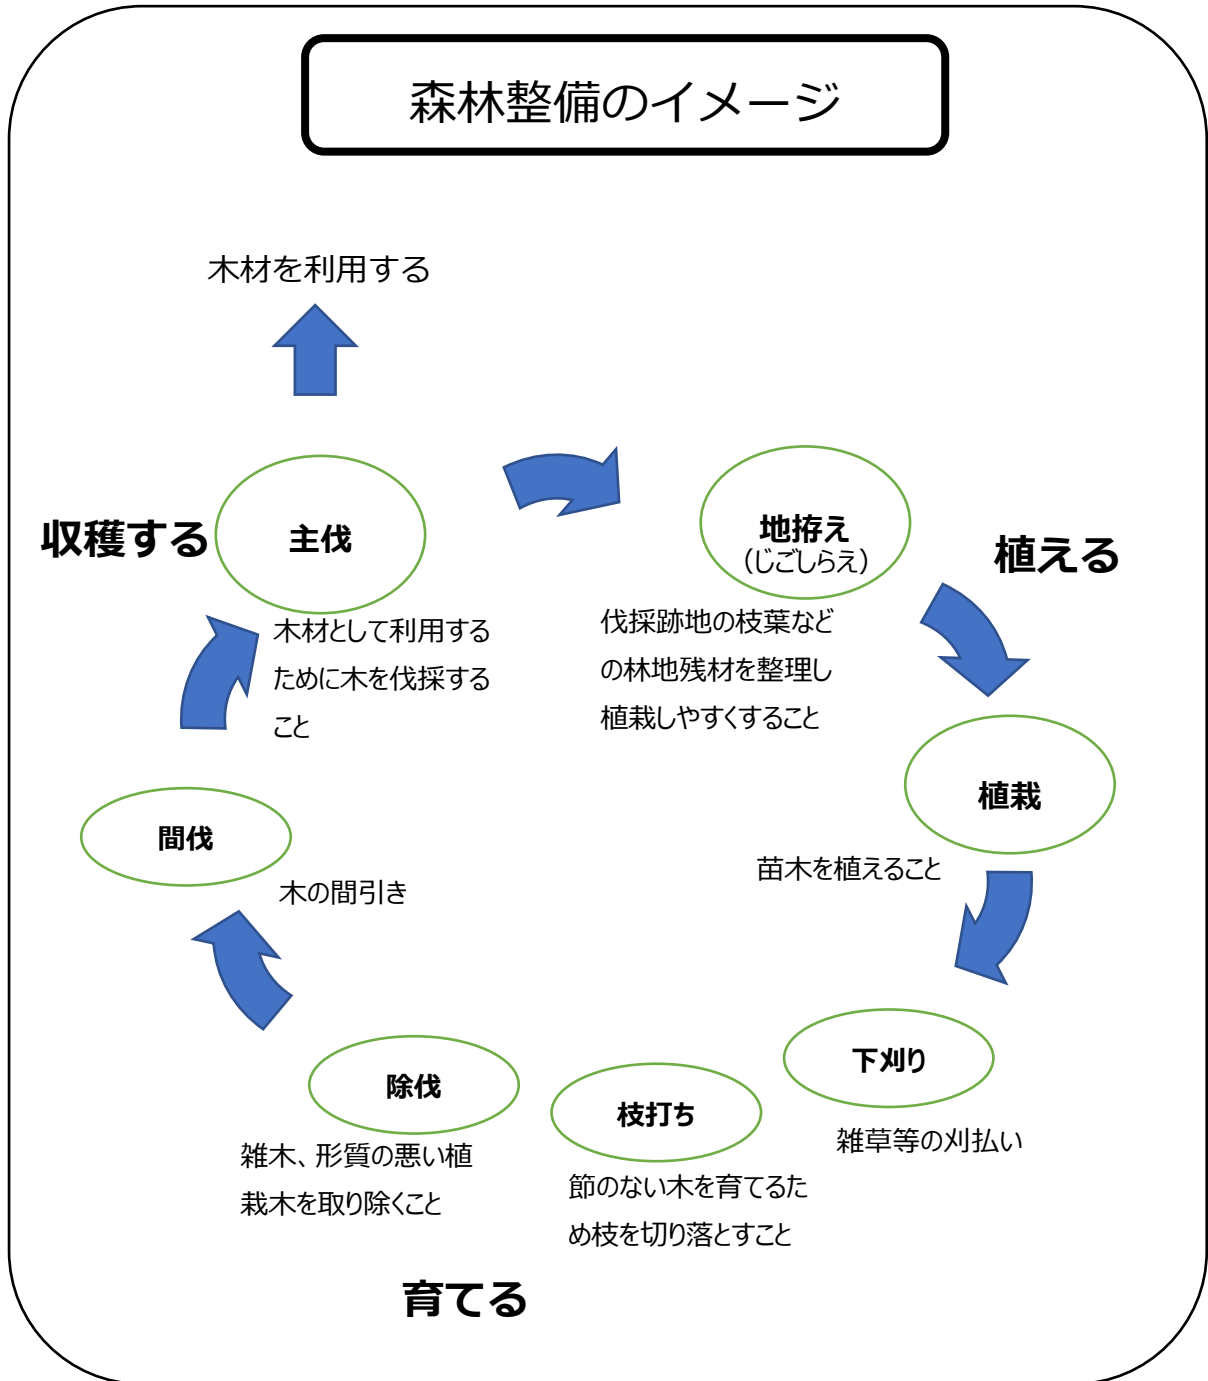 森林整備のイメージ
木材を利用する
収穫する
主伐
木材として利用する
ために木を伐採する
こと
地拵え
（じごしらえ）
伐採跡地の枝葉など
の林地残材を整理し
植栽しやすくすること
植える
植栽
苗木を植えること
下刈り
雑草等の刈払い
枝打ち
節のない木を育てるた
め枝を切り落とすこと
除伐
雑木、形質の悪い植
栽木を取り除くこと
間伐
木の間引き
育てる